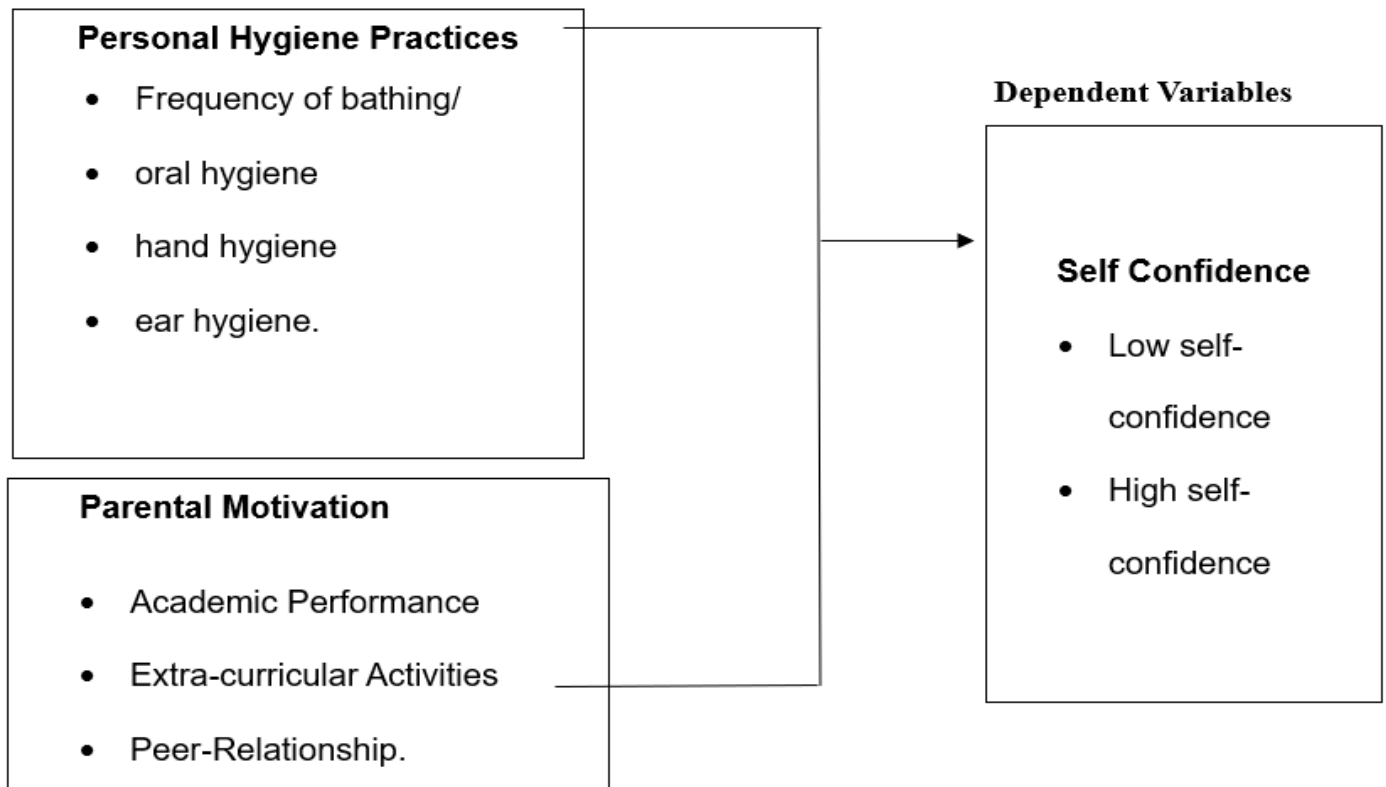 Personal Hygiene Practices
• Frequency of bathing/
• oral hygiene
• hand hygiene
• ear hygiene.
Parental Motivation
• Academic Performance
• Extra-curricular Activities
• Peer-Relationship.
Dependent Variables
Self Confidence
• Low self-
confidence
• High self-
confidence